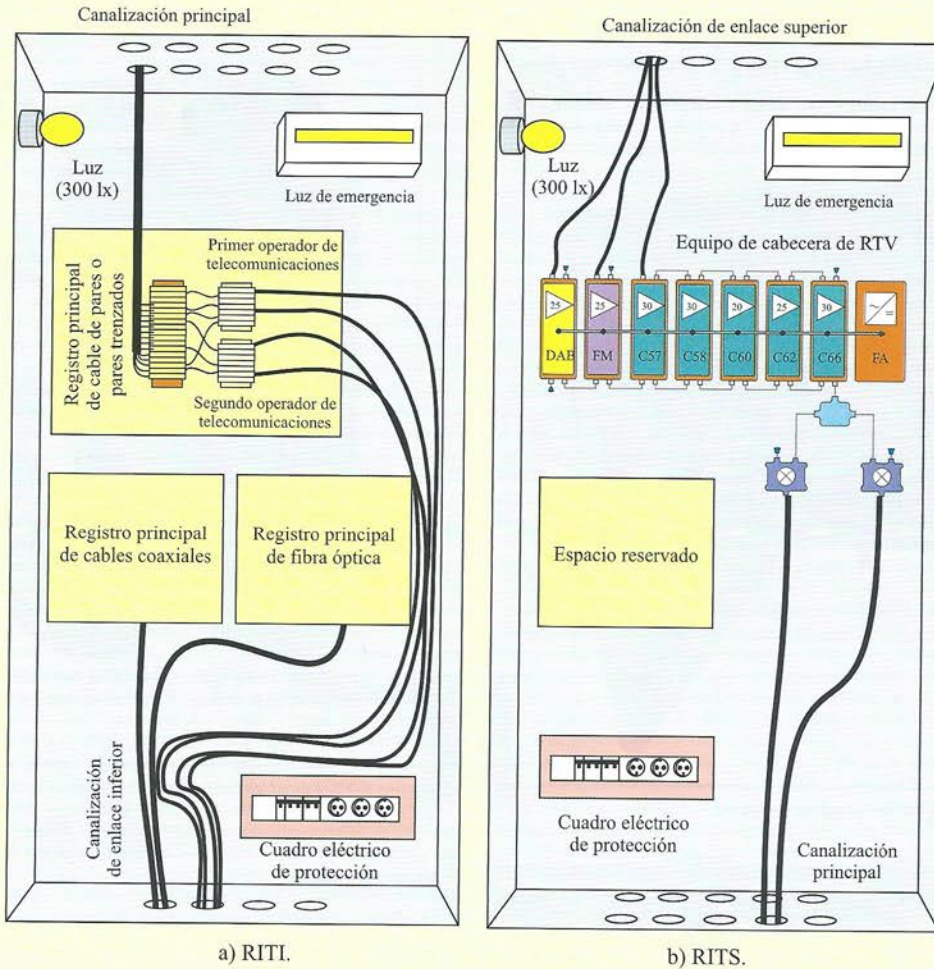 Canalización principal
Luz
(300 lx)
Luz de emergencia
Registro principal
de cable de pares o
pares trenzados
Primer operador de
telecomunicaciones
Segundo operador de
telecomunicaciones
Registro principal
de cables coaxiales
Registro principal
de fibra óptica
Canalización
de enlace inferior
Cuadro eléctrico
de protección
a) RITI.
Canalización de enlace superior
Luz
(300 lx)
Luz de emergencia
Equipo de cabecera de RTV
25 25 30 30 20 25 30
DAB FM C57 C58 C60 C62 C66 FA
Espacio reservado
Cuadro eléctrico
de protección
Canalización
principal
b) RITS.